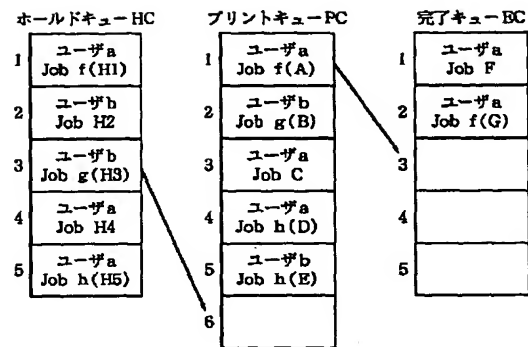 ホールドキューHC
1
ユーザa
Job f(H1)
2
ユーザb
Job H2
3
ユーザb
Job g(H3)
4
ユーザa
Job H4
5
ユーザa
Job h(H5)
プリントキューPC
1
ユーザa
Job f(A)
2
ユーザb
Job g(B)
3
ユーザa
Job C
4
ユーザa
Job h(D)
5
ユーザb
Job h(E)
6
完了キューEC
1
ユーザa
Job F
2
ユーザa
Job f(G)
3
4
5